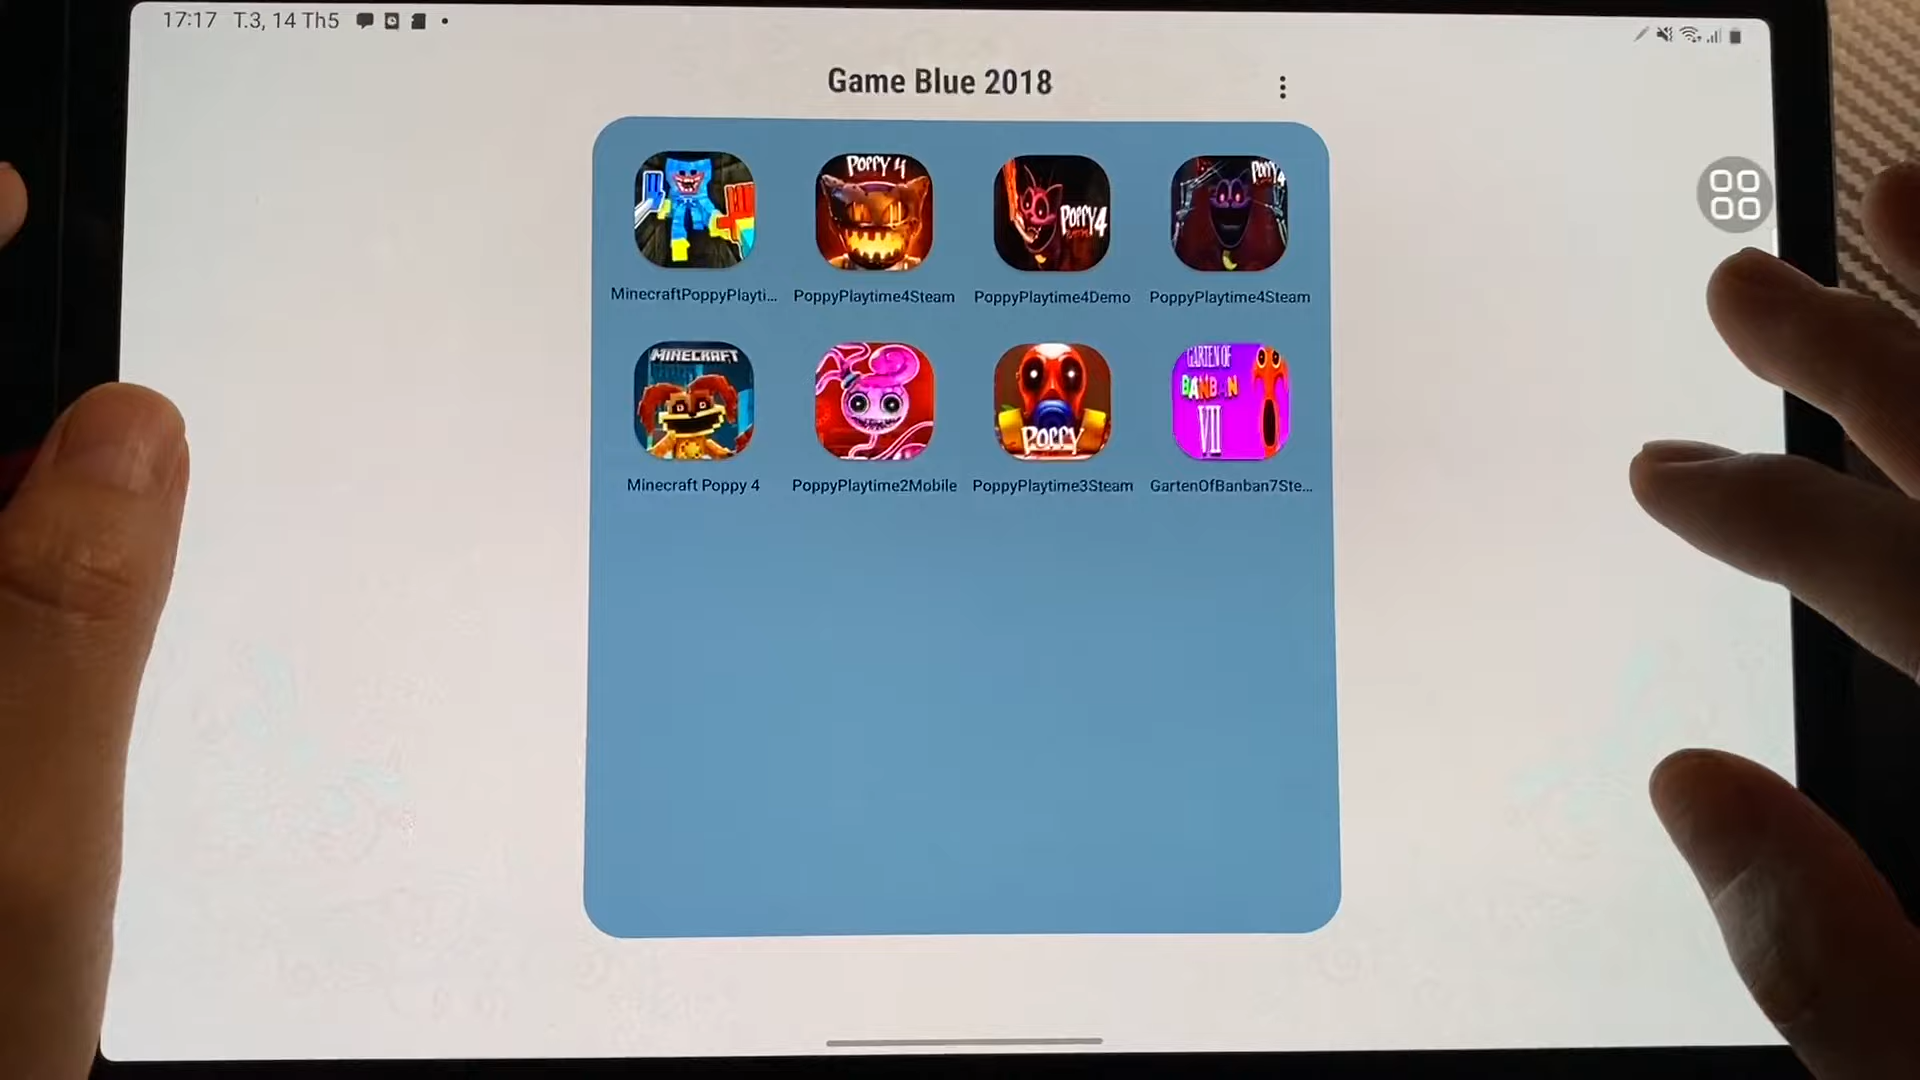 17:17 T.3, 14 Th5
Game Blue 2018
POPPY 4
POPPY4
POPPY4
MinecraftPoppyPlayti...
PoppyPlaytime4Steam
PoppyPlaytime4Demo
PoppyPlaytime4Steam
MINECRAFT
POPPY
GARTEN OF
BANBAN
VII
Minecraft Poppy 4
PoppyPlaytime2Mobile
PoppyPlaytime3Steam
GartenOfBanban7Ste...